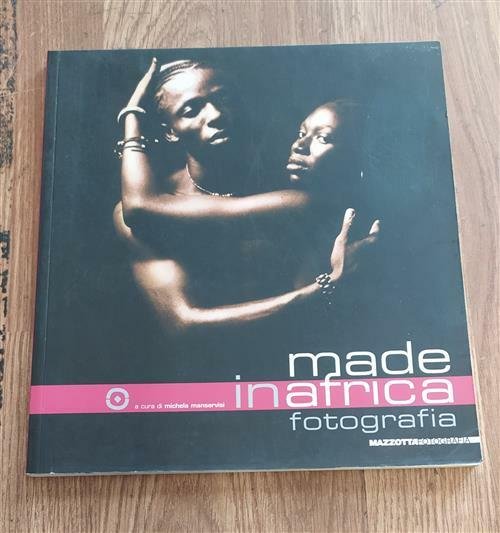 made
a cura di michela manservisi inafrica
fotografia
MAZZOTTAFOTOGRAFIA